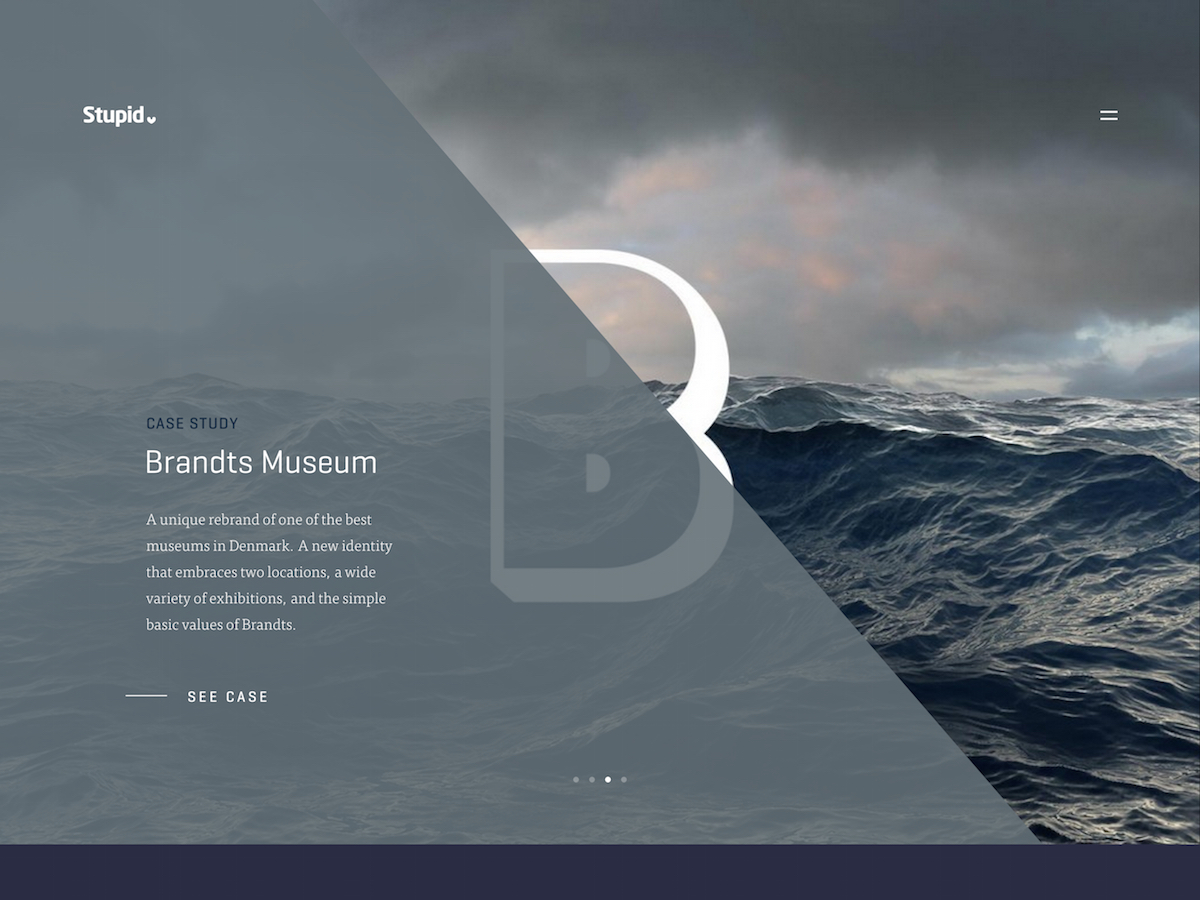 Stupid
B
CASE STUDY
Brandts Museum
A unique rebrand of one of the best
museums in Denmark. A new identity
that embraces two locations, a wide
variety of exhibitions, and the simple
basic values of Brandts.
SEE CASE